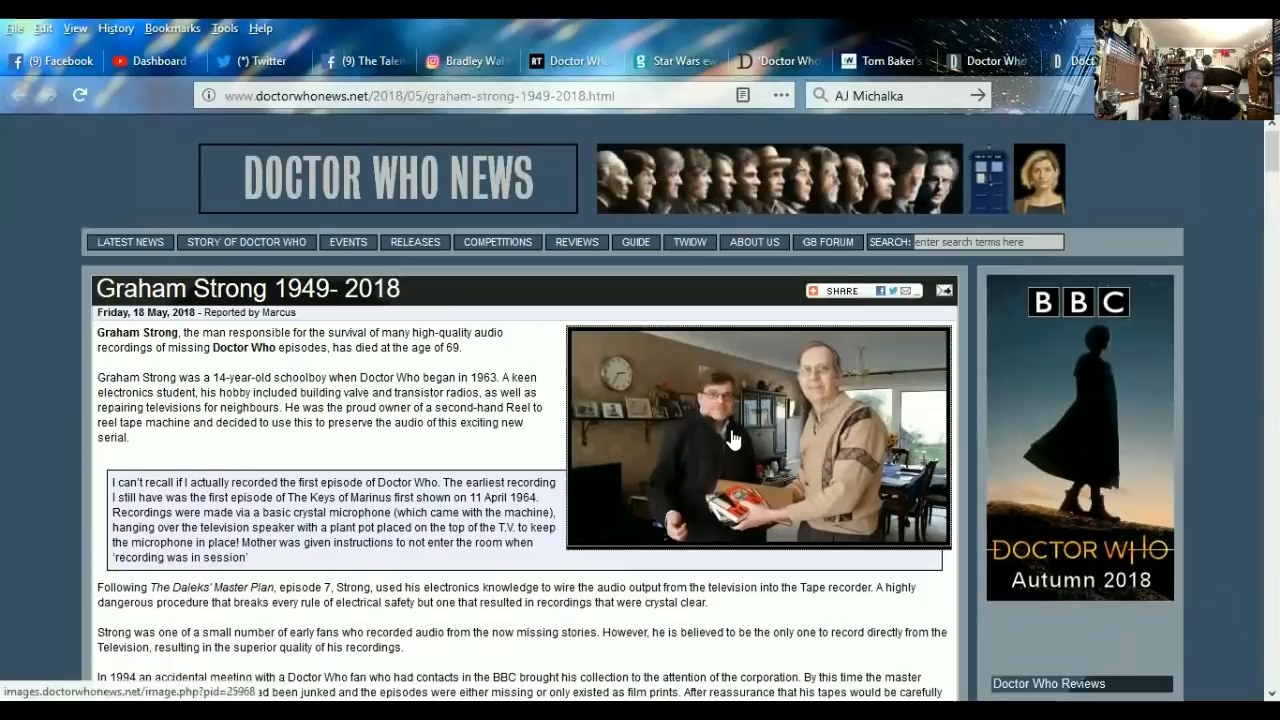 File Edit View History Bookmarks Tools Help
(9) Facebook
Dashboard
(*) Twitter
(9) The Talen
Bradley Wal
Doctor Wh
Star Wars e
'Doctor Who
Tom Baker's
Doctor Who
Doct
www.doctorwhonews.net/2018/05/graham-strong-1949-2018.html
AJ Michalka
DOCTOR WHO NEWS
LATEST NEWS STORY OF DOCTOR WHO EVENTS RELEASES COMPETITIONS REVIEWS GUIDE TWIDW ABOUT US GB FORUM SEARCH: enter search terms here
Graham Strong 1949- 2018
SHARE
Friday, 18 May, 2018 - Reported by Marcus
Graham Strong, the man responsible for the survival of many high-quality audio
recordings of missing Doctor Who episodes, has died at the age of 69.
Graham Strong was a 14-year-old schoolboy when Doctor Who began in 1963. A keen
electronics student, his hobby included building valve and transistor radios, as well as
repairing televisions for neighbours. He was the proud owner of a second-hand Reel to
reel tape machine and decided to use this to preserve the audio of this exciting new
serial.
I can't recall if I actually recorded the first episode of Doctor Who. The earliest recording
I still have was the first episode of The Keys of Marinus first shown on 11 April 1964.
Recordings were made via a basic crystal microphone (which came with the machine),
hanging over the television speaker with a plant pot placed on the top of the T.V. to keep
the microphone in place! Mother was given instructions to not enter the room when
'recording was in session'
Following The Daleks' Master Plan, episode 7, Strong, used his electronics knowledge to wire the audio output from the television into the Tape recorder. A highly
dangerous procedure that breaks every rule of electrical safety but one that resulted in recordings that were crystal clear.
Strong was one of a small number of early fans who recorded audio from the now missing stories. However, he is believed to be the only one to record directly from the
Television, resulting in the superior quality of his recordings.
In 1994 an accidental meeting with a Doctor Who fan who had contacts in the BBC brought his collection to the attention of the corporation. By this time the master
d been junked and the episodes were either missing or only existed as film prints. After reassurance that his tapes would be carefully
images.doctorwhonews.net/image.php?pid=25968
BBC
DOCTOR WHO
Autumn 2018
Doctor Who Reviews